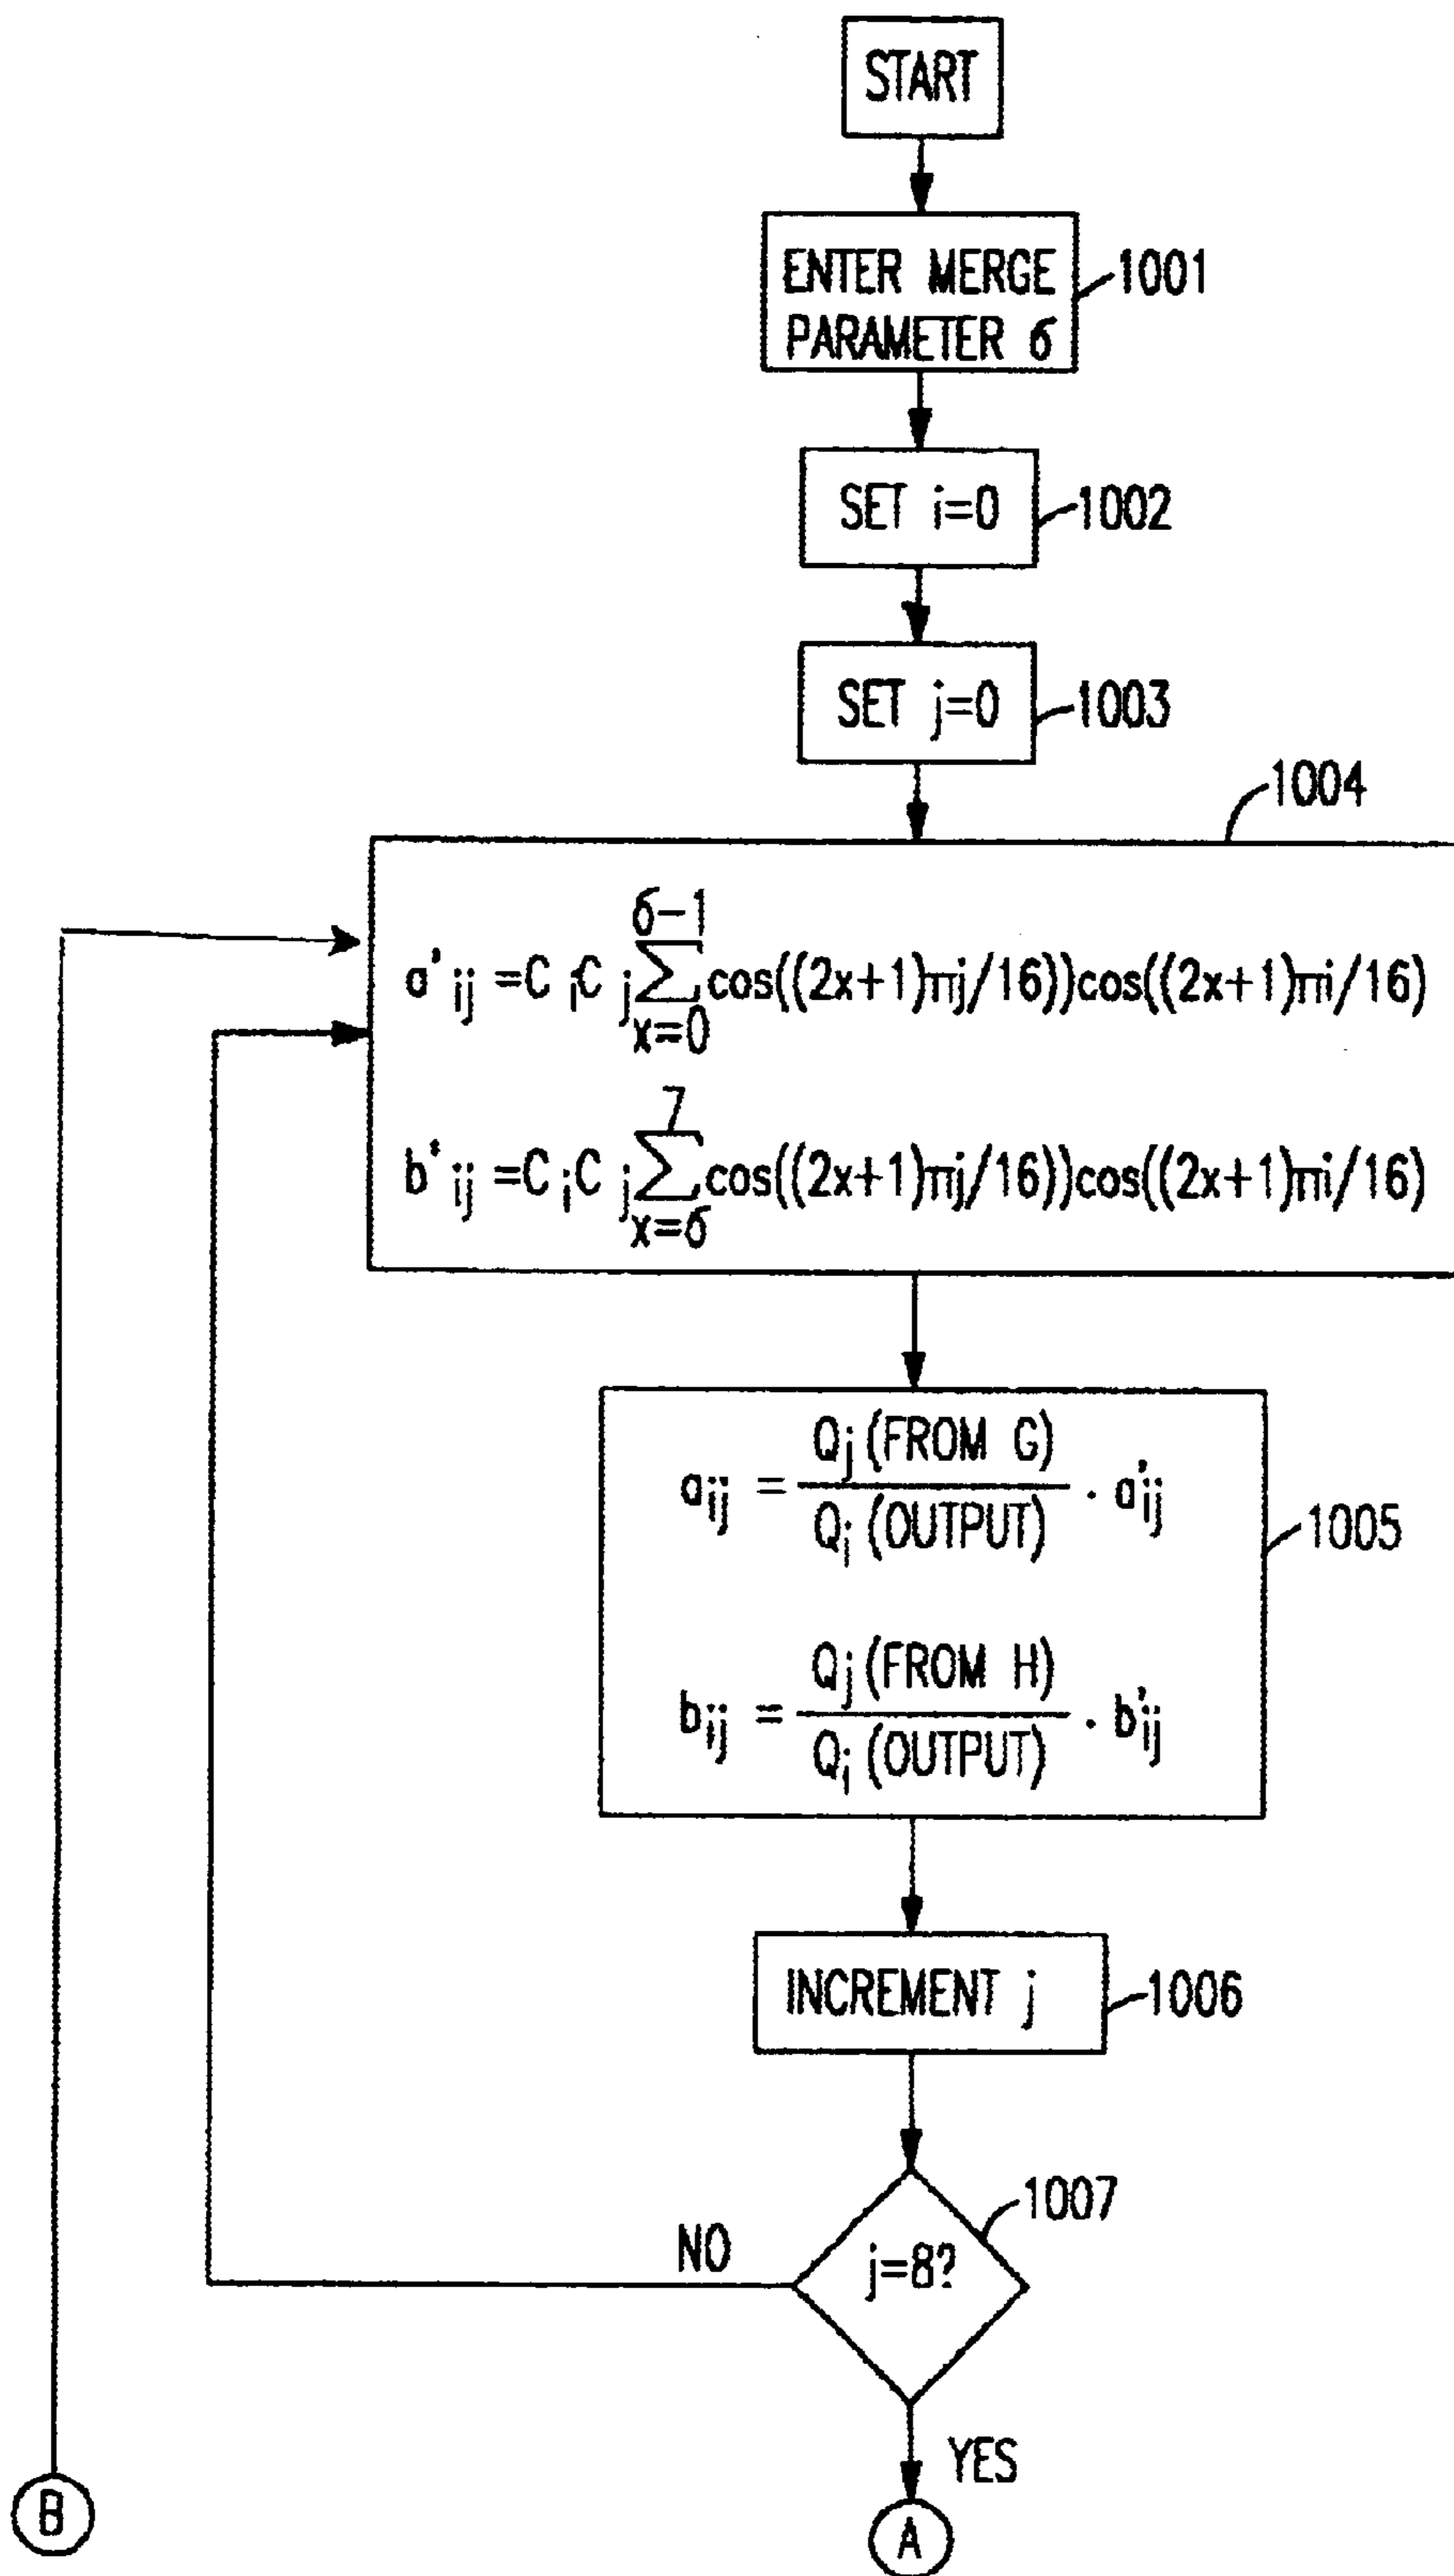 START
ENTER MERGE
PARAMETER σ
1001
SET i=0
1002
SET j=0
1003
1004
a'ij =C iC j∑ x=0 σ-1 cos((2x+1)πj/16))cos((2x+1)πi/16)
b'ij =C iC j∑ x=σ 7 cos((2x+1)πj/16))cos((2x+1)πi/16)
aij = Qj (FROM G) / Qi (OUTPUT) . a'ij
1005
bij = Qj (FROM H) / Qi (OUTPUT) . b'ij
INCREMENT j
1006
1007
NO
j=8?
YES
B
A